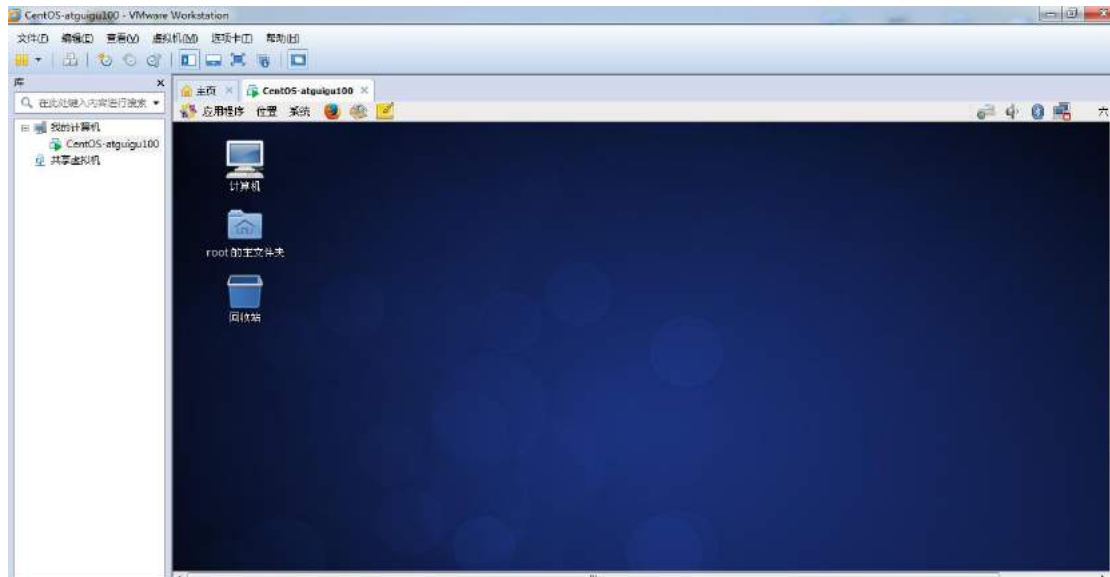 CentOS-atguigu100 - VMware Workstation
文件(F) 编辑(E) 查看(V) 虚拟机(M) 选项卡(T) 帮助(H)
库
主页 CentOS-atguigu100
在此处键入内容进行搜索
应用程序 位置 系统 六
我的计算机
CentOS-atguigu100
共享虚拟机
计算机
root 的主文件夹
回收站